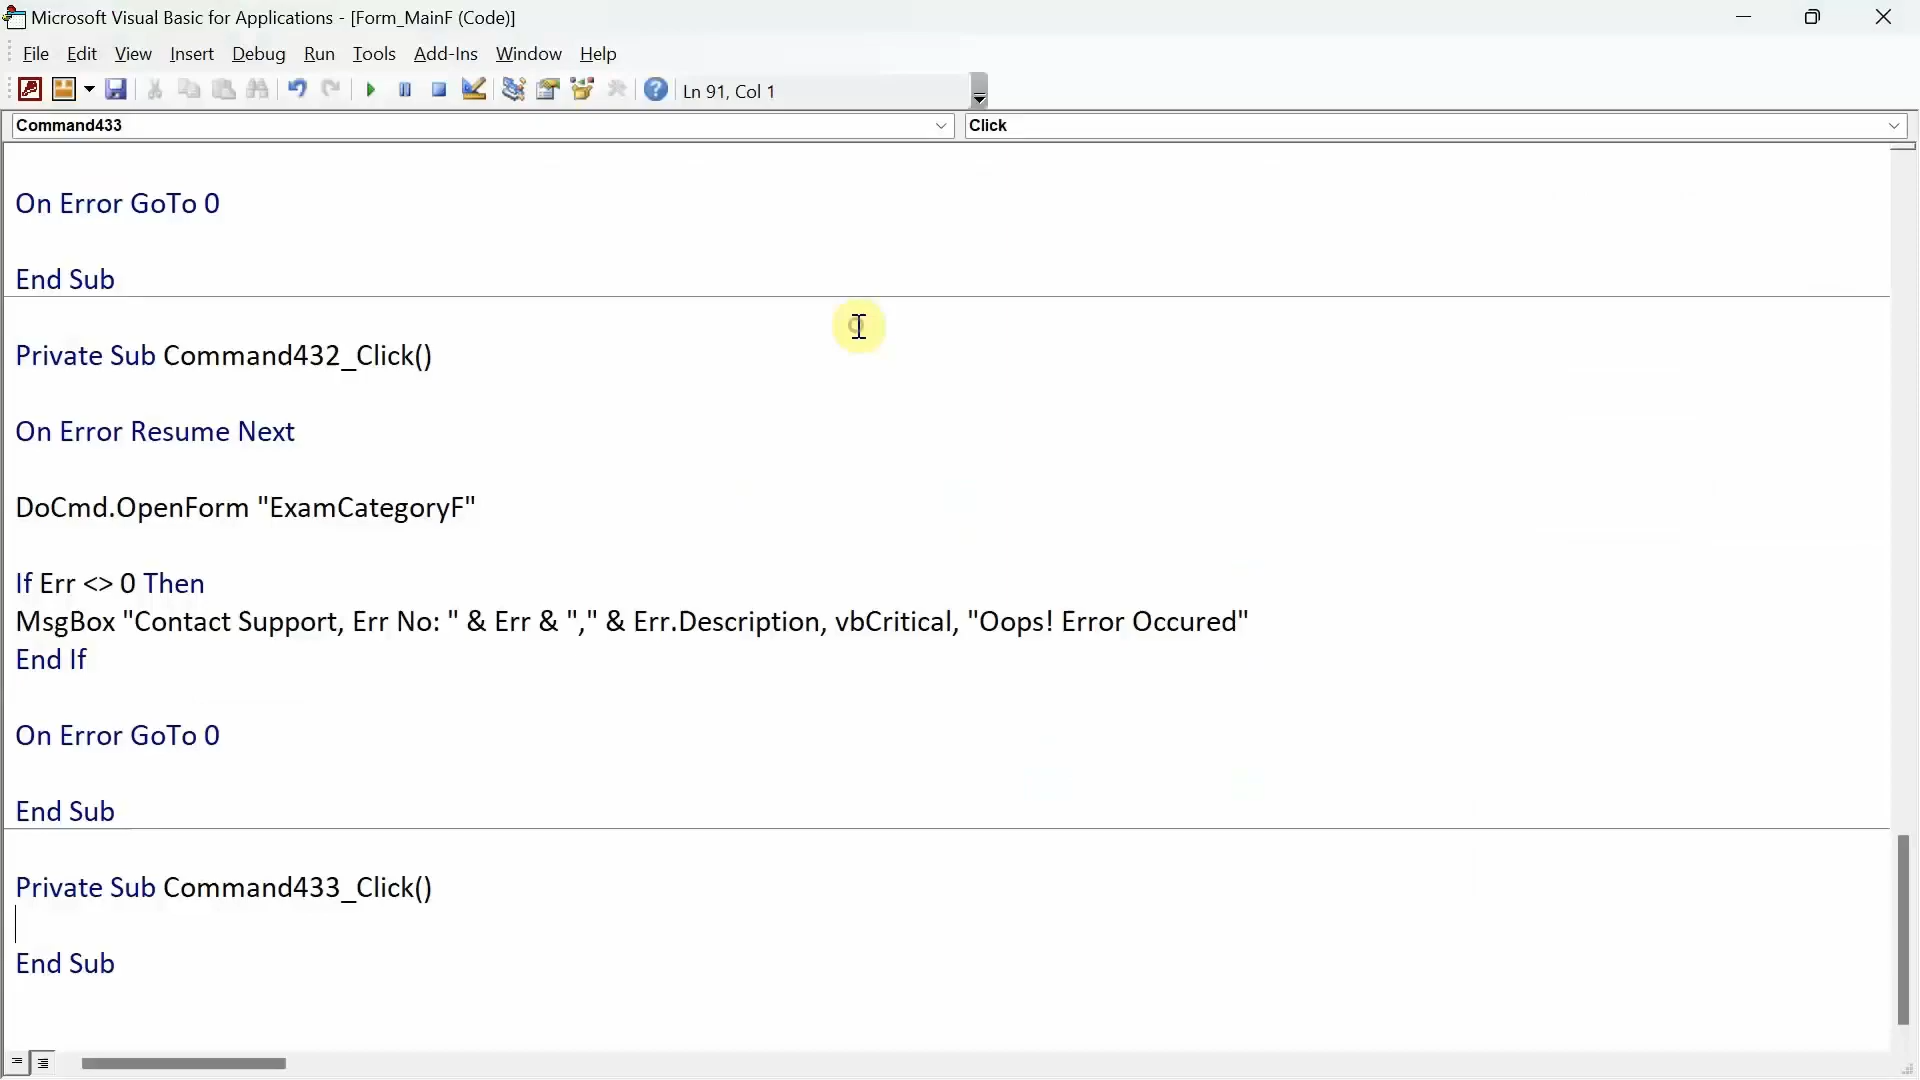 Microsoft Visual Basic for Applications - [Form_MainF (Code)]
File Edit View Insert Debug Run Tools Add-Ins Window Help
Ln 91, Col 1
Command433
Click
On Error GoTo 0
End Sub
Private Sub Command432_Click()
On Error Resume Next
DoCmd.OpenForm "ExamCategoryF"
If Err <> 0 Then
MsgBox "Contact Support, Err No: " & Err & "," & Err.Description, vbCritical, "Oops! Error Occured"
End If
On Error GoTo 0
End Sub
Private Sub Command433_Click()
End Sub